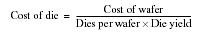 Cost of die = Cost of wafer / Dies per wafer × Die yield